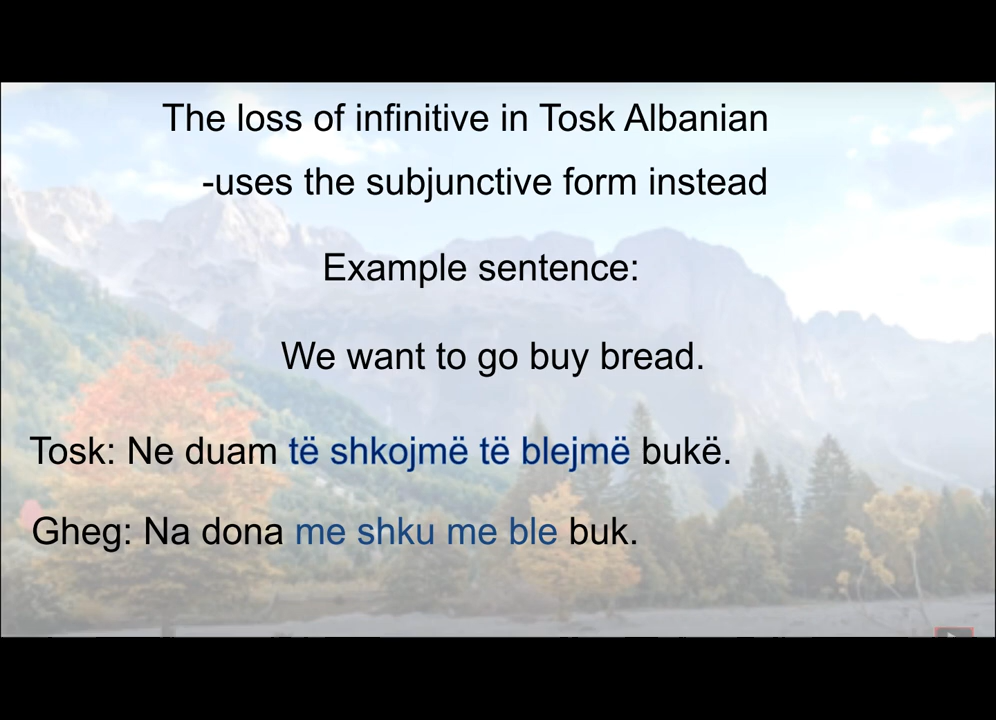 The loss of infinitive in Tosk Albanian
-uses the subjunctive form instead
Example sentence:
We want to go buy bread.
Tosk: Ne duam të shkojmë të blejmë bukë.
Gheg: Na dona me shku me ble buk.